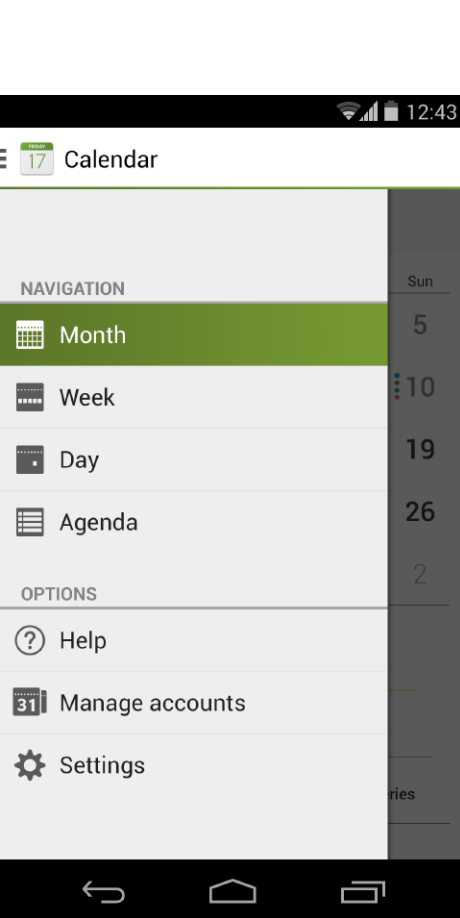 12:43
FRIDAY
17
Calendar
NAVIGATION
Sun
Month
5
Week
10
Day
19
Agenda
26
2
OPTIONS
Help
31
Manage accounts
Settings